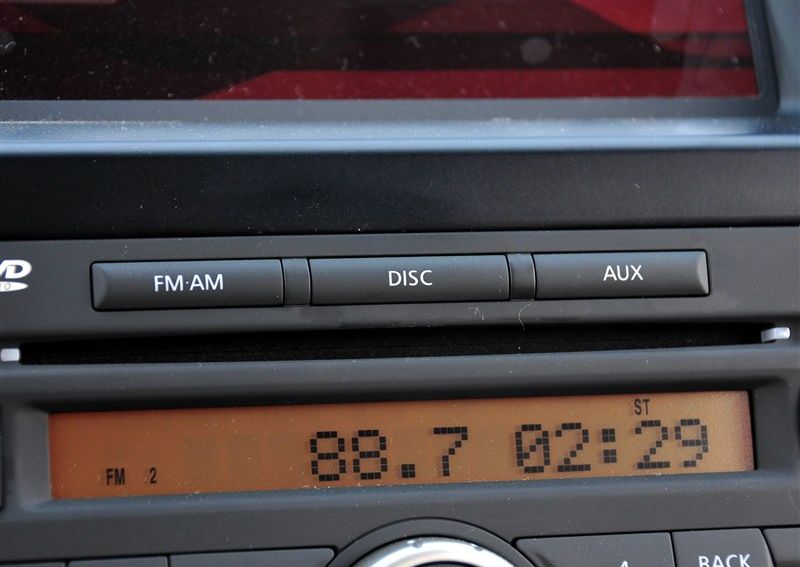 FM·AM DISC AUX
ST
FM 2 88.7 02:29
BACK